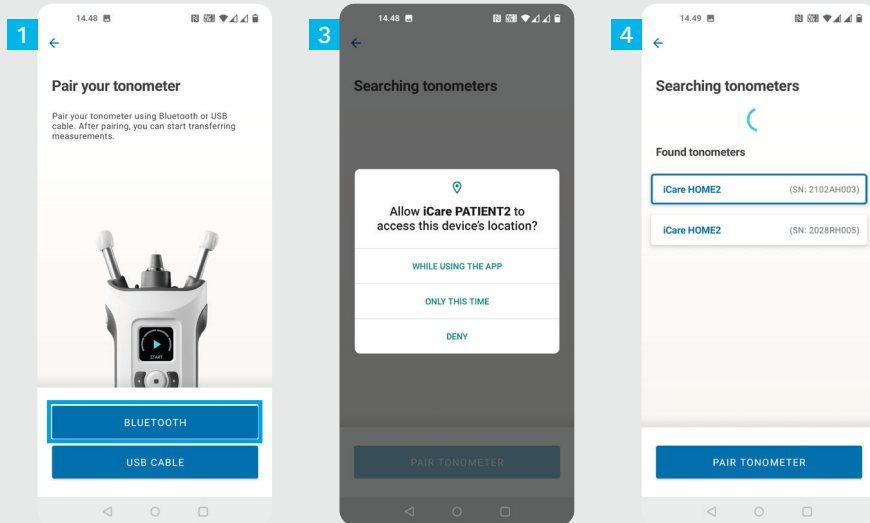 1
14.48
Pair your tonometer
Pair your tonometer using Bluetooth or USB
cable. After pairing, you can start transferring
measurements.
START
BLUETOOTH
USB CABLE
3
14.48
Searching tonometers
Allow iCare PATIENT2 to
access this device's location?
WHILE USING THE APP
ONLY THIS TIME
DENY
PAIR TONOMETER
4
14.49
Searching tonometers
Found tonometers
iCare HOME2 (SN: 2102AH003)
iCare HOME2 (SN: 2028RH005)
PAIR TONOMETER